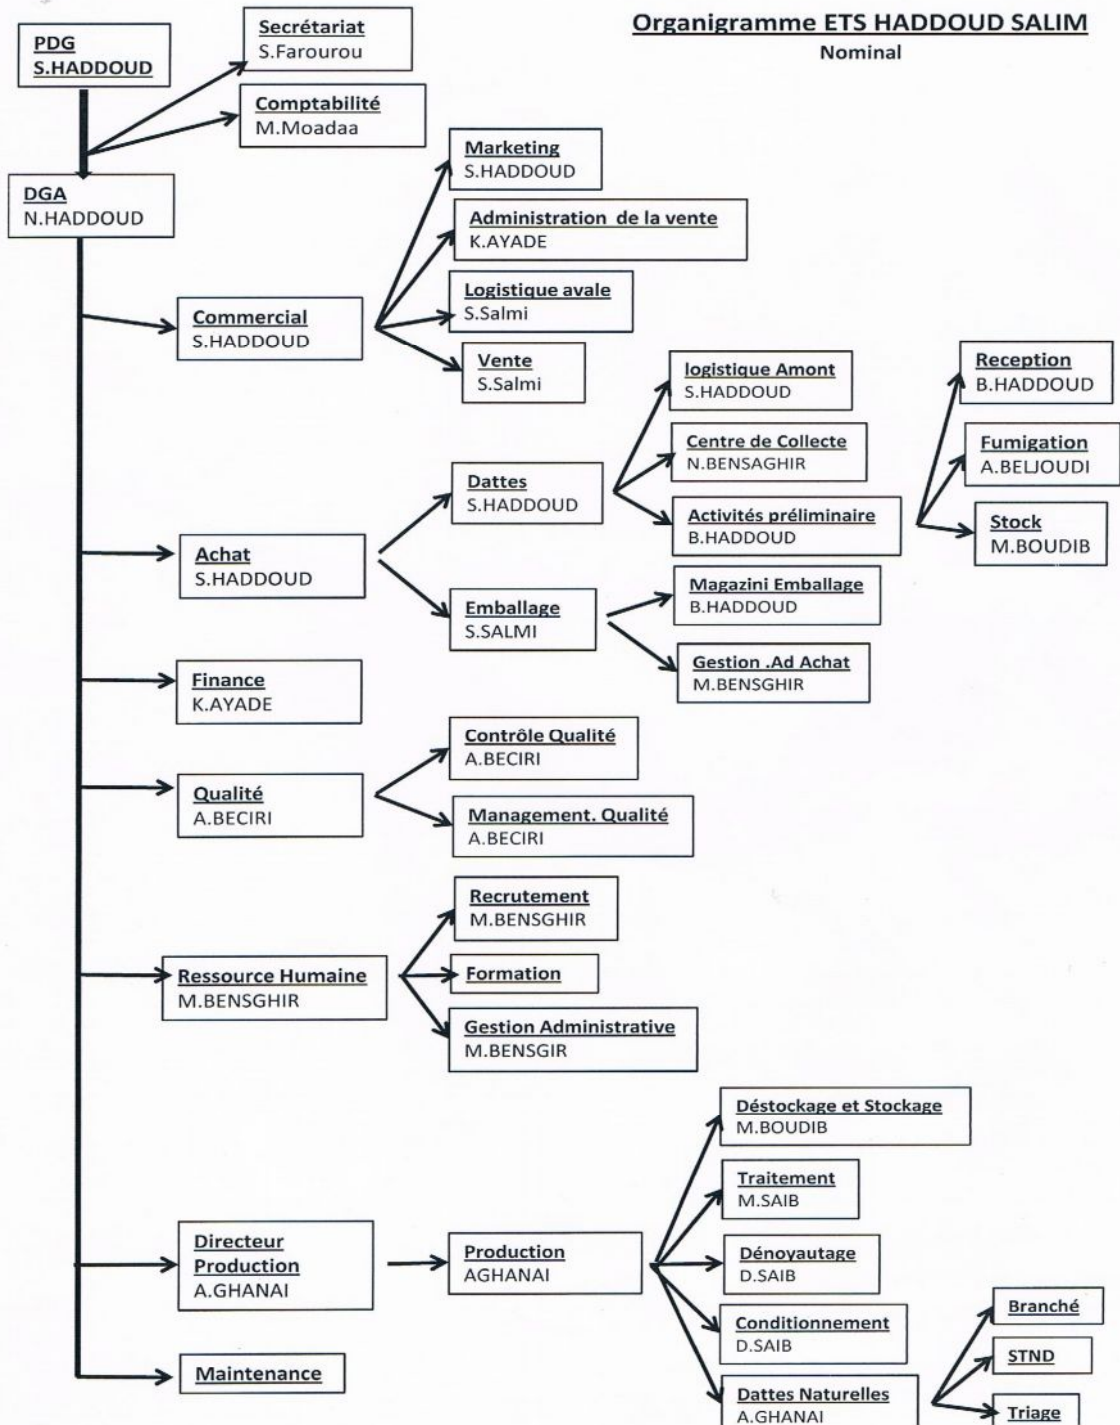 Organigramme ETS HADDOUD SALIM
Nominal
PDG
S.HADDOUD
Secrétariat
S.Farourou
Comptabilité
M.Moadaa
DGA
N.HADDOUD
Commercial
S.HADDOUD
Marketing
S.HADDOUD
Administration de la vente
K.AYADE
Logistique avale
S.Salmi
Vente
S.Salmi
Achat
S.HADDOUD
Dattes
S.HADDOUD
logistique Amont
S.HADDOUD
Centre de Collecte
N.BENSAGHIR
Activités préliminaire
B.HADDOUD
Reception
B.HADDOUD
Fumigation
A.BELJOUDI
Stock
M.BOUDIB
Emballage
S.SALMI
Magazini Emballage
B.HADDOUD
Gestion .Ad Achat
M.BENSGHIR
Finance
K.AYADE
Qualité
A.BECIRI
Contrôle Qualité
A.BECIRI
Management. Qualité
A.BECIRI
Ressource Humaine
M.BENSGHIR
Recrutement
M.BENSGHIR
Formation
Gestion Administrative
M.BENSGIR
Directeur
Production
A.GHANAI
Production
AGHANAI
Déstockage et Stockage
M.BOUDIB
Traitement
M.SAIB
Dénoyautage
D.SAIB
Conditionnement
D.SAIB
Dattes Naturelles
A.GHANAI
Branché
STND
Triage
Maintenance